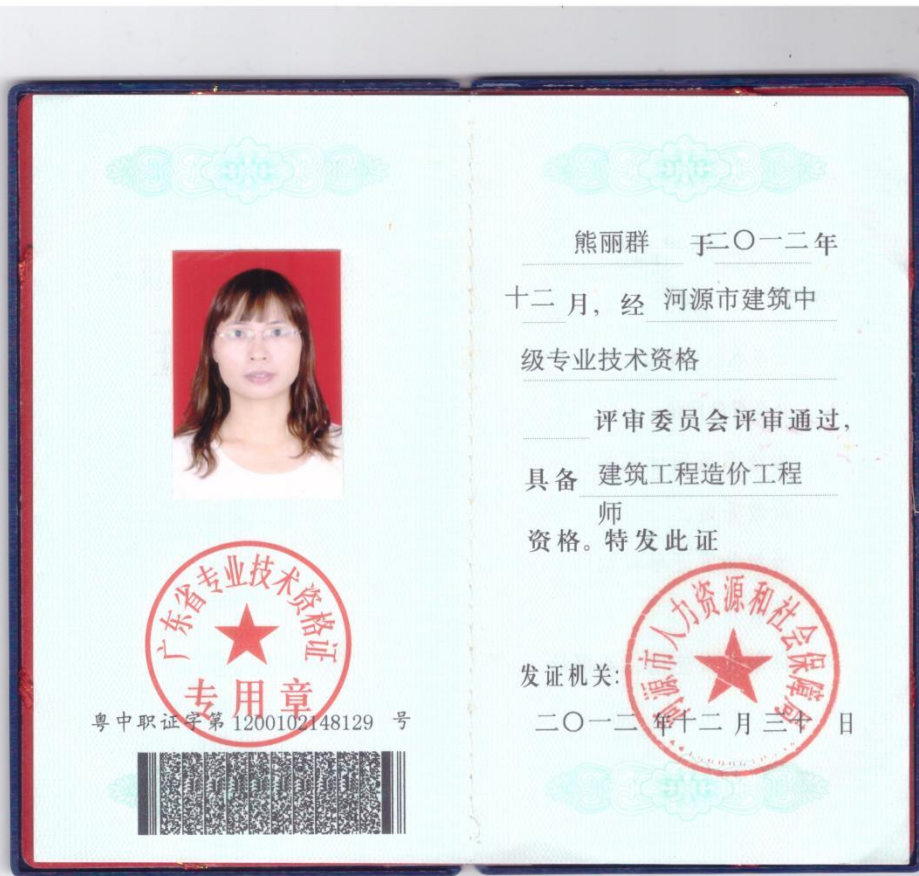 广东省专业技术资格证
专用章
粤中职证字第 1200102148129 号
熊丽群 于二〇一二年
十二月，经 河源市建筑中
级专业技术资格
评审委员会评审通过，
具备 建筑工程造价工程
师
资格。特发此证
河源市人力资源和社会保障局
发证机关：
二〇一二年十二月三十日